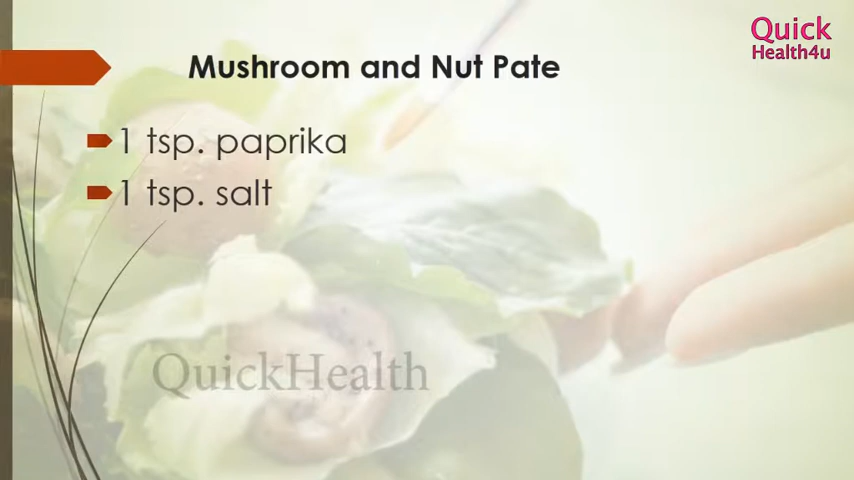 Quick
Health4u
Mushroom and Nut Pate
1 tsp. paprika
1 tsp. salt
QuickHealth